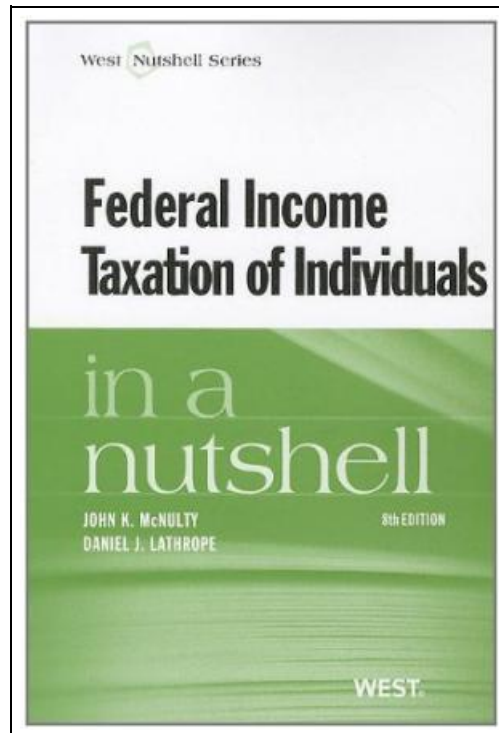 West Nutshell Series
Federal Income
Taxation of Individuals
in a
nutshell
JOHN K. McNULTY
8th EDITION
DANIEL J. LATHROPE
WEST®